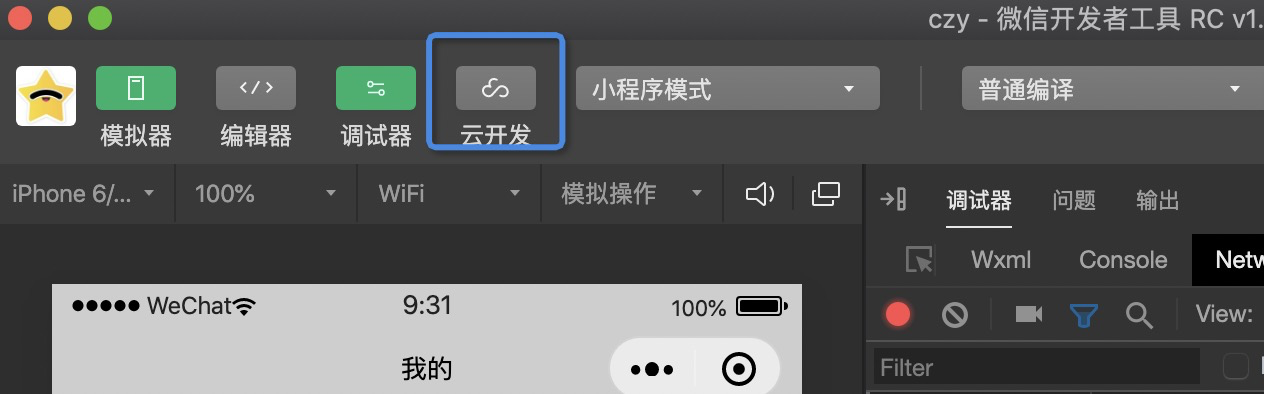 czy - 微信开发者工具 RC v1.
小程序模式
普通编译
模拟器
编辑器
调试器
云开发
iPhone 6/...
100%
WiFi
模拟操作
调试器
问题
输出
Wxml
Console
Netw
WeChat
9:31
100%
View:
我的
Filter